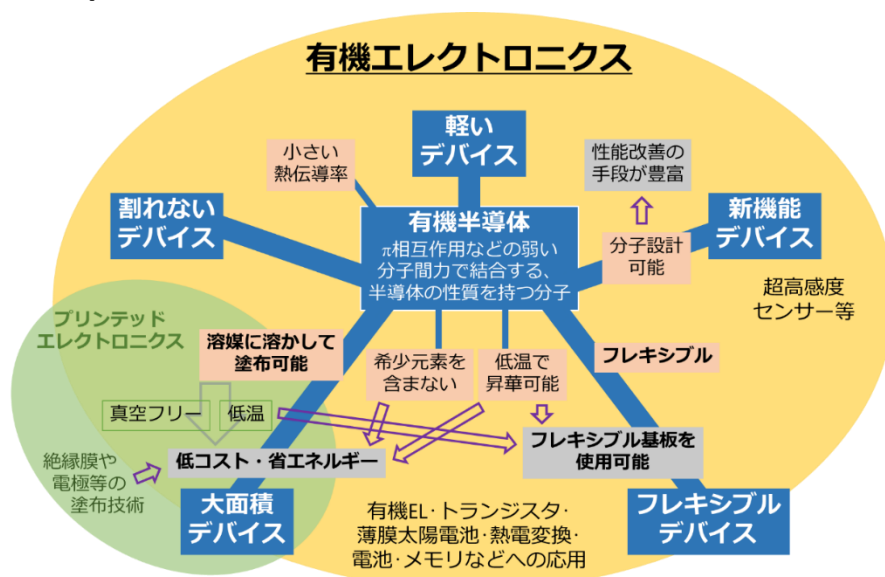 有機エレクトロニクス
軽い
デバイス
小さい
熱伝導率
性能改善の
手段が豊富
割れない
デバイス
有機半導体
π相互作用などの弱い
分子間力で結合する、
半導体の性質を持つ分子
新機能
デバイス
分子設計
可能
超高感度
センサー等
プリンテッド
エレクトロニクス
溶媒に溶かして
塗布可能
希少元素を
含まない
低温で
昇華可能
フレキシブル
真空フリー
低温
絶縁膜や
電極等の
塗布技術
低コスト・省エネルギー
フレキシブル基板を
使用可能
大面積
デバイス
有機EL・トランジスタ・
薄膜太陽電池・熱電変換・
電池・メモリなどへの応用
フレキシブル
デバイス